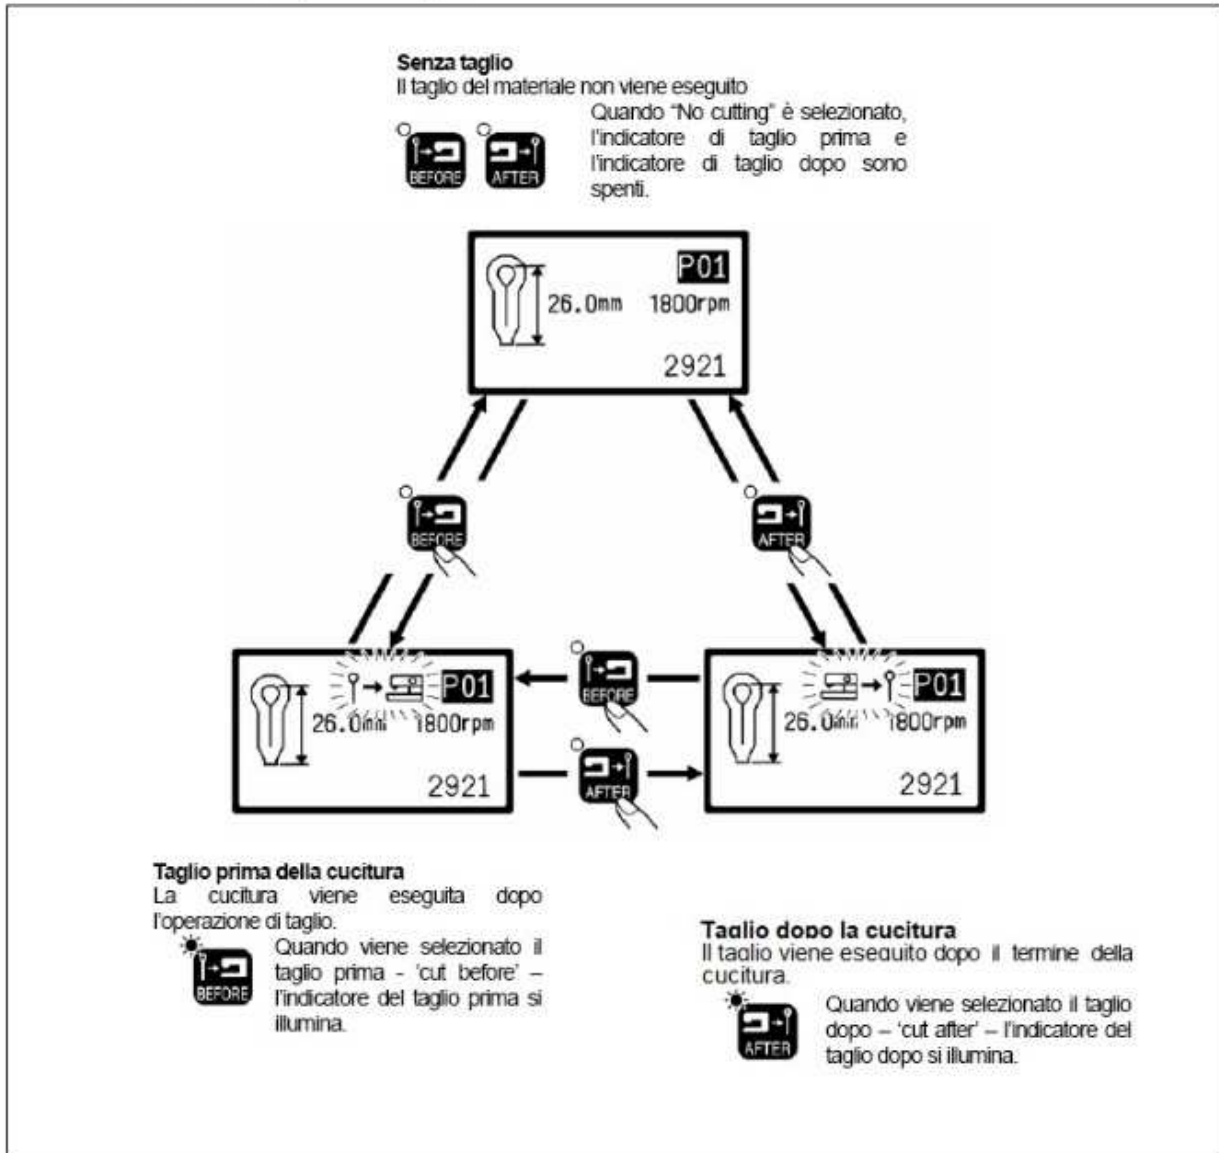 Senza taglio
Il taglio del materiale non viene eseguito
Quando "No cutting" è selezionato,
l'indicatore di taglio prima e
l'indicatore di taglio dopo sono
spenti.
BEFORE AFTER
P01
26.0mm 1800rpm
2921
BEFORE
AFTER
P01
26.0mm 1800rpm
2921
BEFORE
AFTER
P01
26.0mm 1800rpm
2921
Taglio prima della cucitura
La cucitura viene eseguita dopo
l'operazione di taglio.
BEFORE
Quando viene selezionato il
taglio prima - 'cut before' –
l'indicatore del taglio prima si
illumina.
Taglio dopo la cucitura
Il taglio viene eseguito dopo il termine della
cucitura.
AFTER
Quando viene selezionato il taglio
dopo – 'cut after' – l'indicatore del
taglio dopo si illumina.